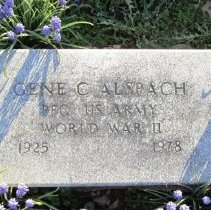 GENE C ALSPACH
PFC US ARMY
WORLD WAR II
1925 1978